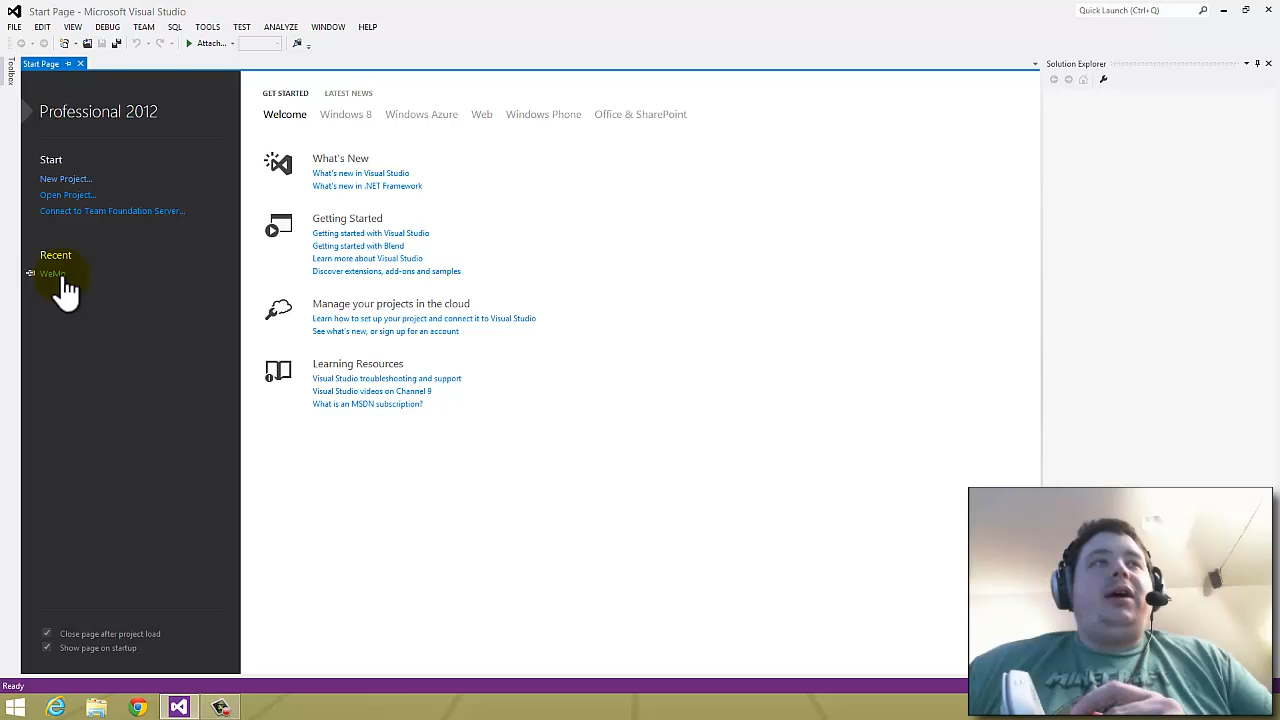 Start Page - Microsoft Visual Studio
Quick Launch (Ctrl+Q)
FILE EDIT VIEW DEBUG TEAM SQL TOOLS TEST ANALYZE WINDOW HELP
Attach...
Toolbox
Start Page
Solution Explorer
Professional 2012
Start
New Project...
Open Project...
Connect to Team Foundation Server...
Recent
Close page after project load
Show page on startup
GET STARTED LATEST NEWS
Welcome Windows 8 Windows Azure Web Windows Phone Office & SharePoint
What's New
What's new in Visual Studio
What's new in .NET Framework
Getting Started
Getting started with Visual Studio
Getting started with Blend
Learn more about Visual Studio
Discover extensions, add-ons and samples
Manage your projects in the cloud
Learn how to set up your project and connect it to Visual Studio
See what's new, or sign up for an account
Learning Resources
Visual Studio troubleshooting and support
Visual Studio videos on Channel 9
What is an MSDN subscription?
MINECRAFT
Ready